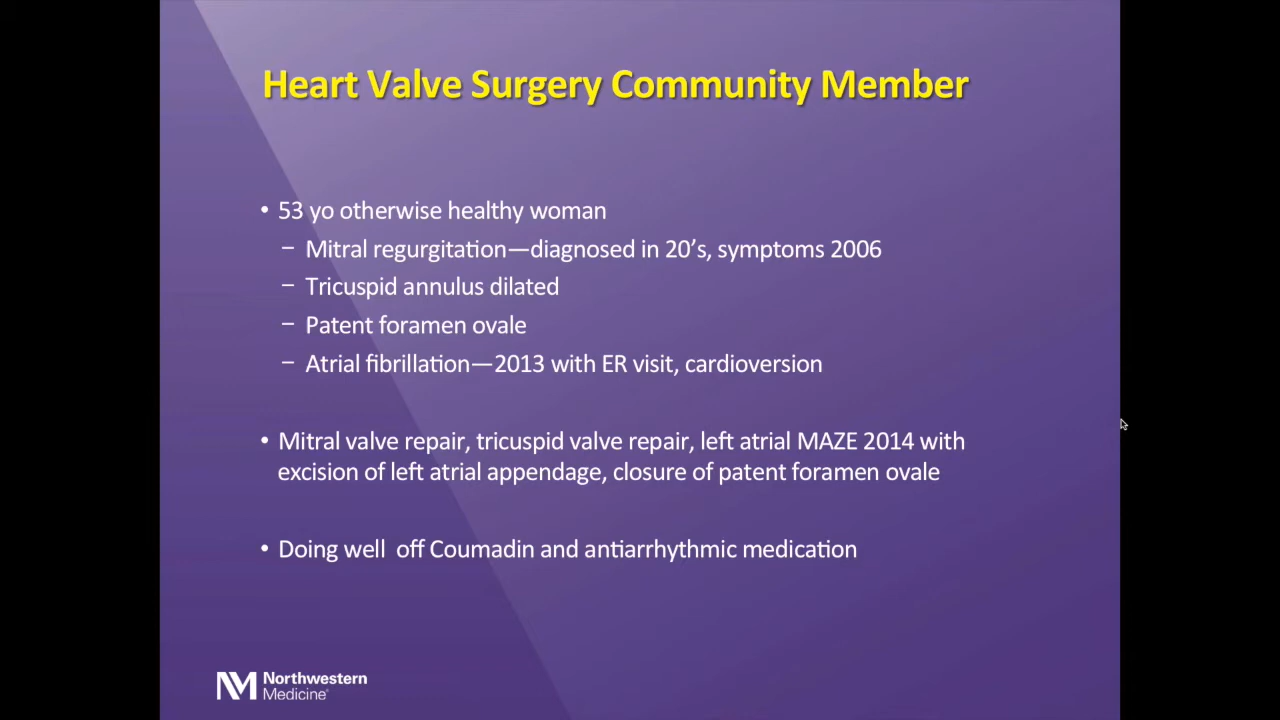 Heart Valve Surgery Community Member
• 53 yo otherwise healthy woman
– Mitral regurgitation—diagnosed in 20’s, symptoms 2006
– Tricuspid annulus dilated
– Patent foramen ovale
– Atrial fibrillation—2013 with ER visit, cardioversion
• Mitral valve repair, tricuspid valve repair, left atrial MAZE 2014 with
excision of left atrial appendage, closure of patent foramen ovale
• Doing well  off Coumadin and antiarrhythmic medication
NM Northwestern
Medicine®